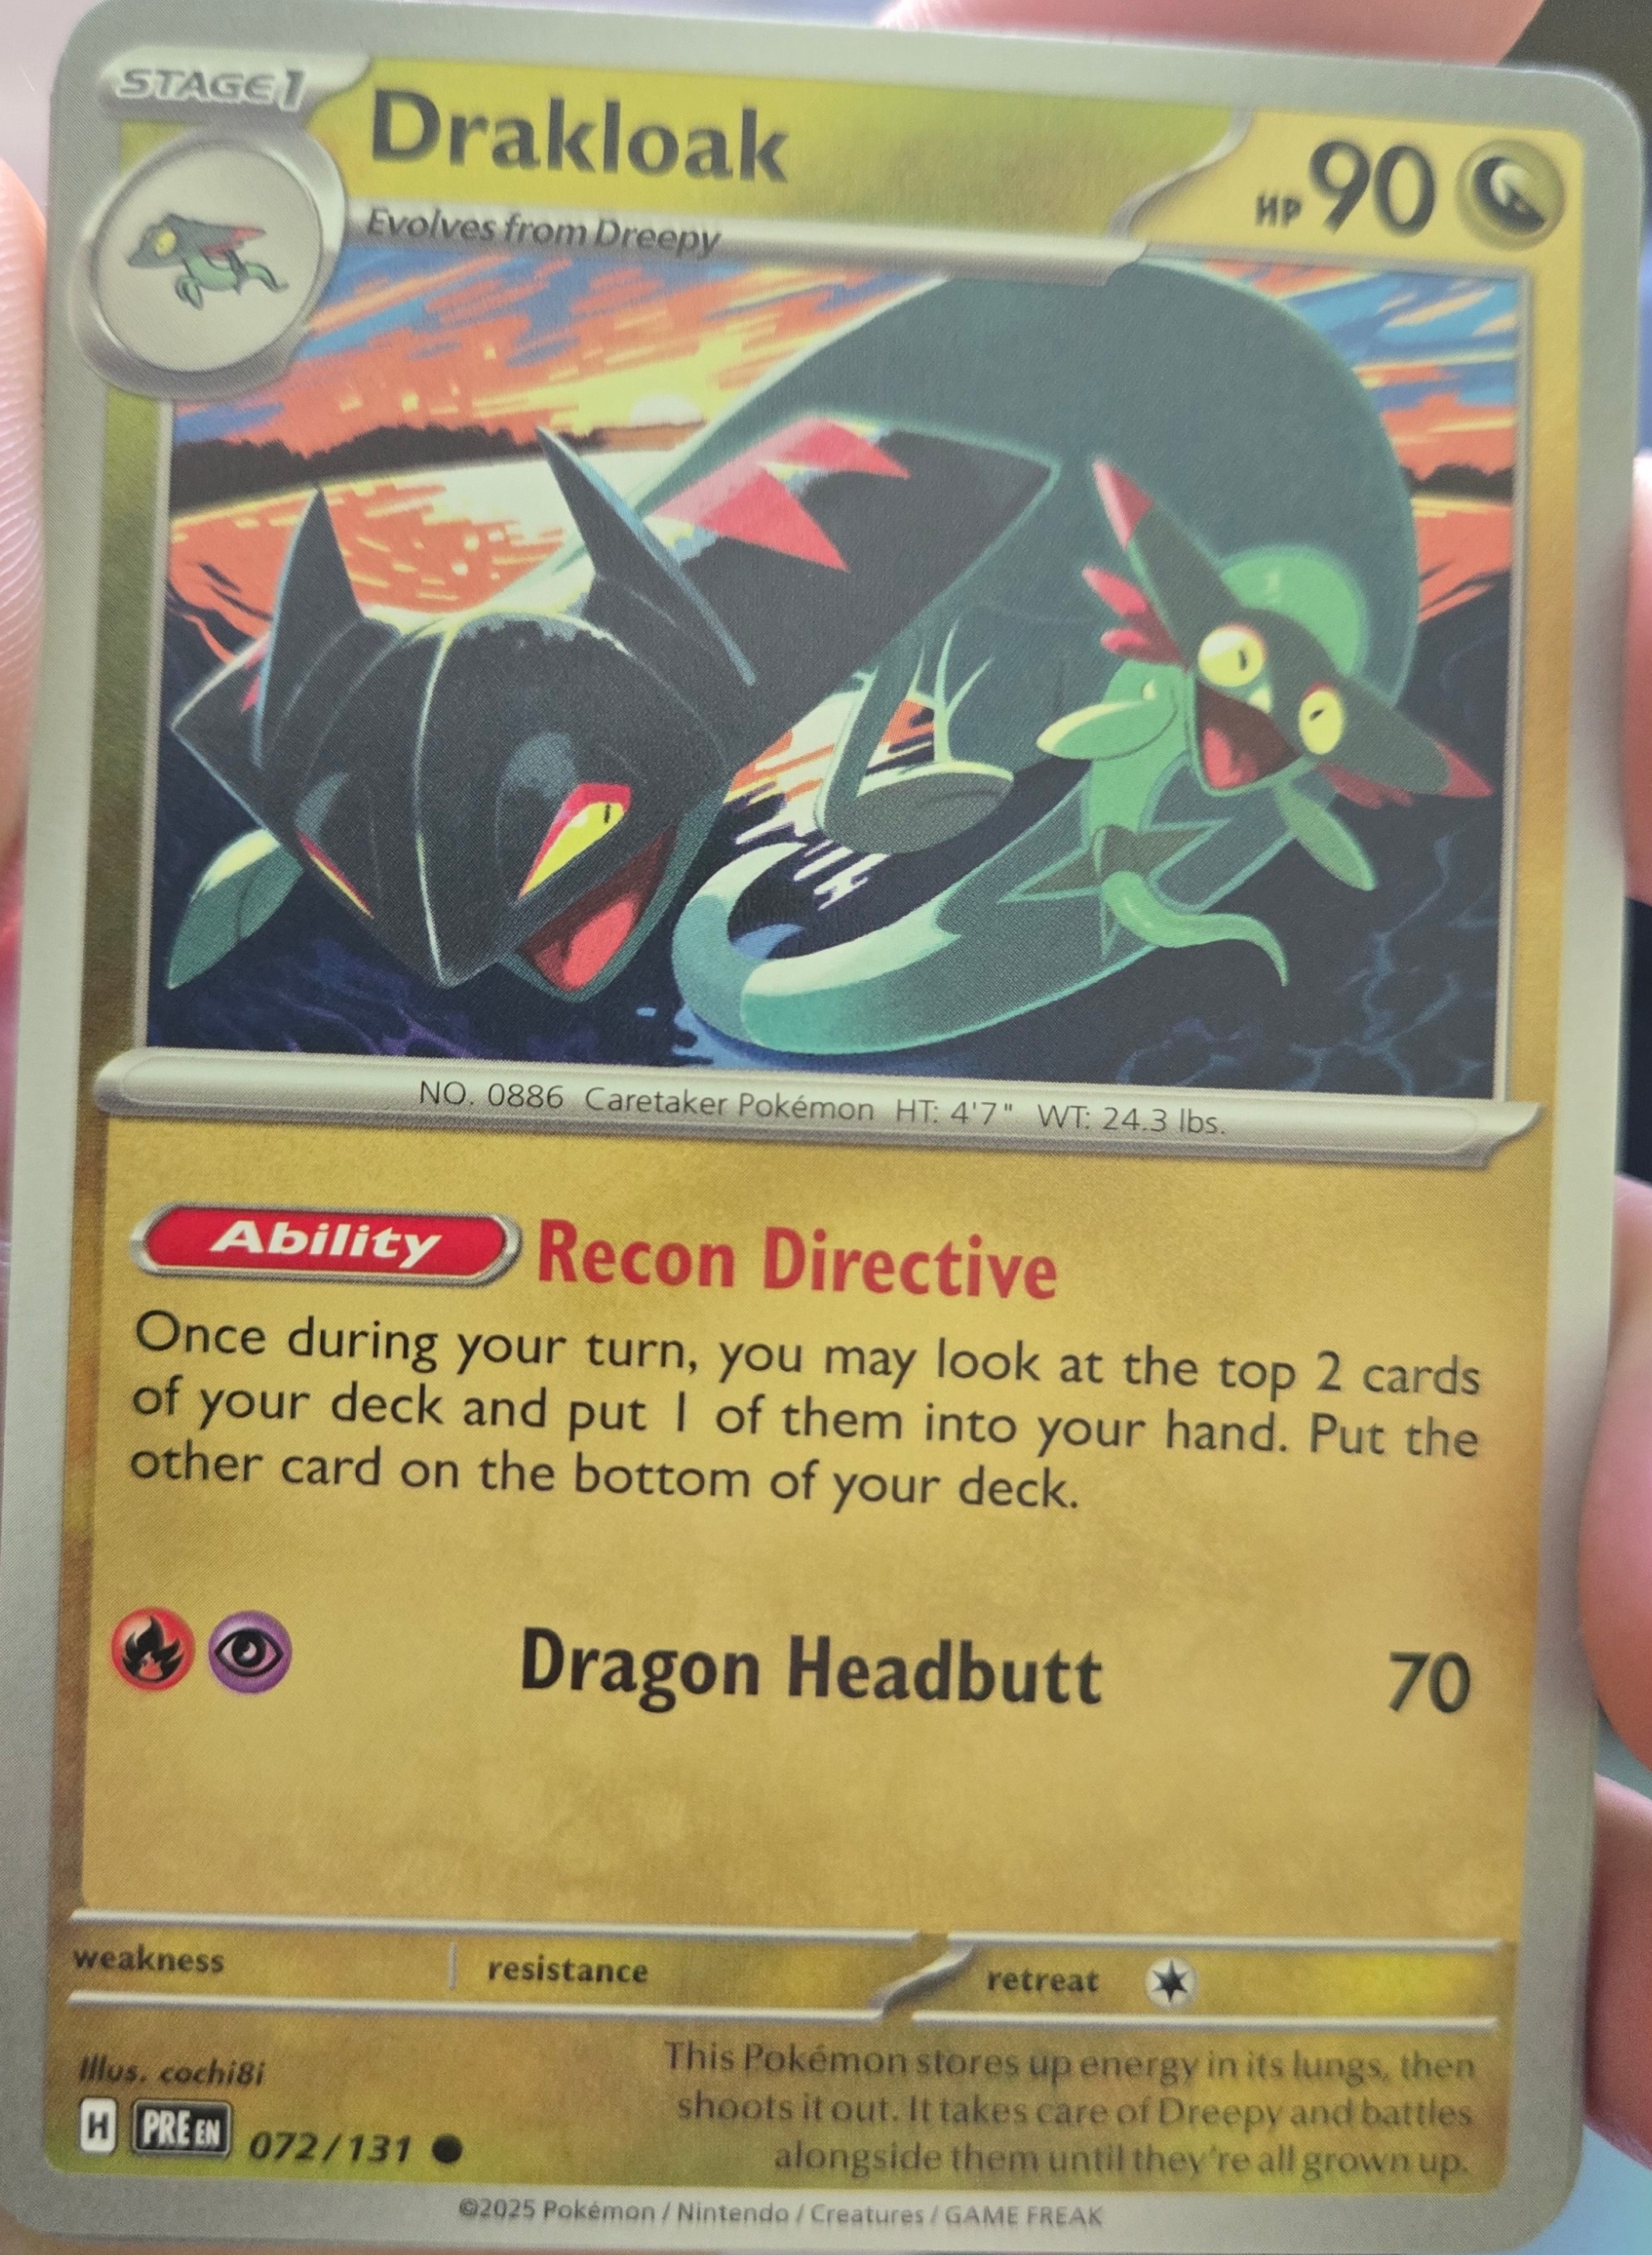 STAGE 1
Drakloak
HP 90
Evolves from Dreepy
NO. 0886 Caretaker Pokémon HT: 4'7" WT: 24.3 lbs.
Ability Recon Directive
Once during your turn, you may look at the top 2 cards
of your deck and put 1 of them into your hand. Put the
other card on the bottom of your deck.
Dragon Headbutt 70
weakness resistance retreat
Illus. cochi8i
This Pokémon stores up energy in its lungs, then
shoots it out. It takes care of Dreepy and battles
alongside them until they're all grown up.
H PRE EN 072/131
©2025 Pokémon / Nintendo / Creatures / GAME FREAK